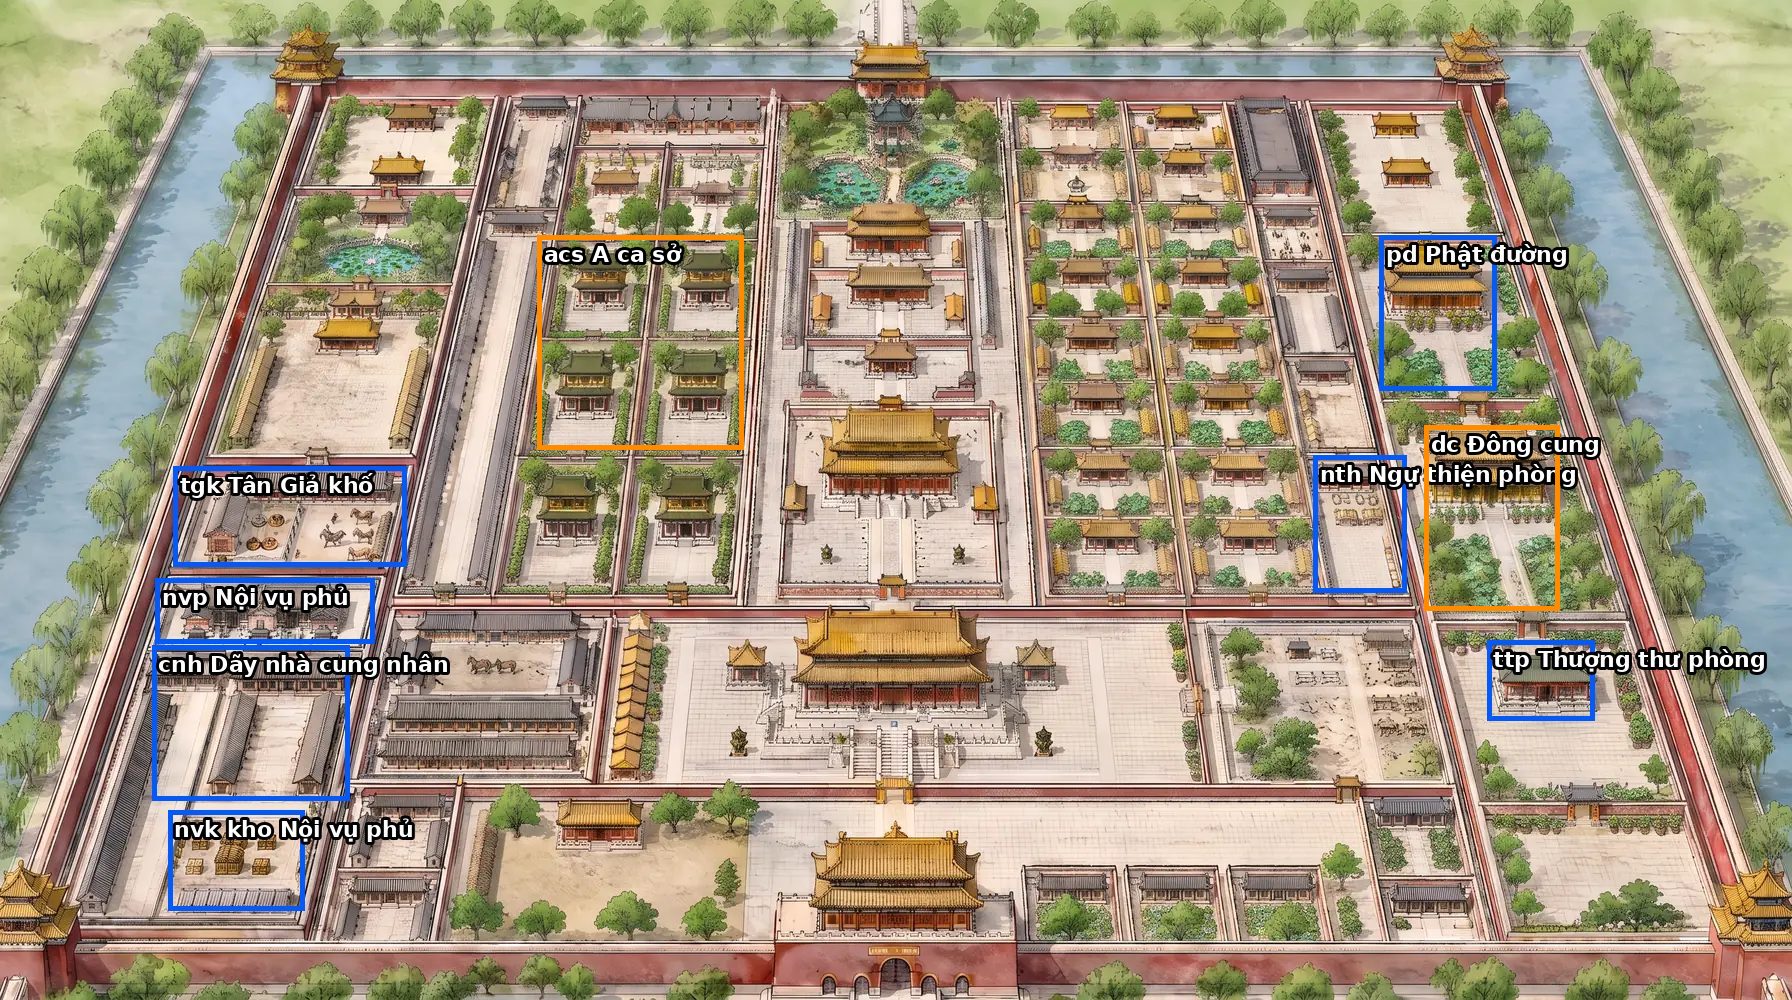 acs A ca sở
pd Phật đường
dc Đông cung
nth Ngự thiện phòng
tgk Tân Giả khố
nvp Nội vụ phủ
cnh Dãy nhà cung nhân
ttp Thượng thư phòng
nvk kho Nội vụ phủ